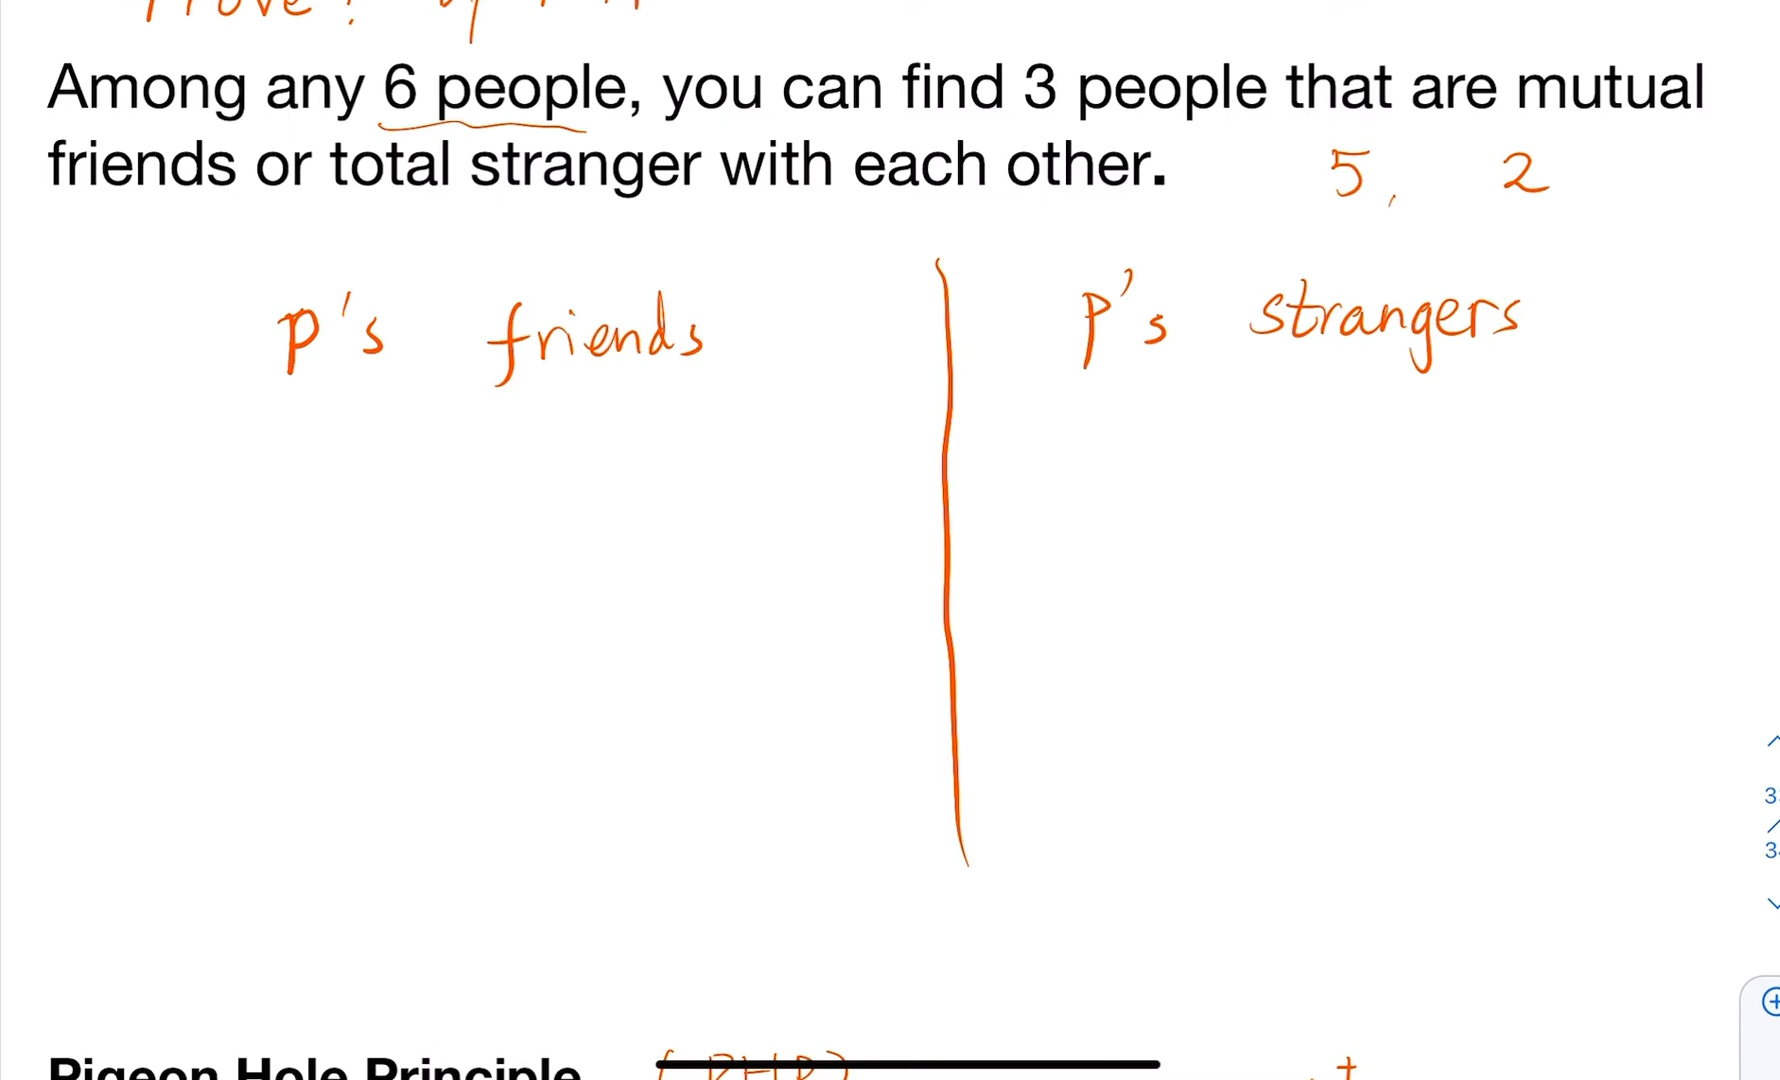 Among any 6 people, you can find 3 people that are mutual
friends or total stranger with each other. 5, 2
p's friends p's strangers
Pigeon Hole Principle (PHP)